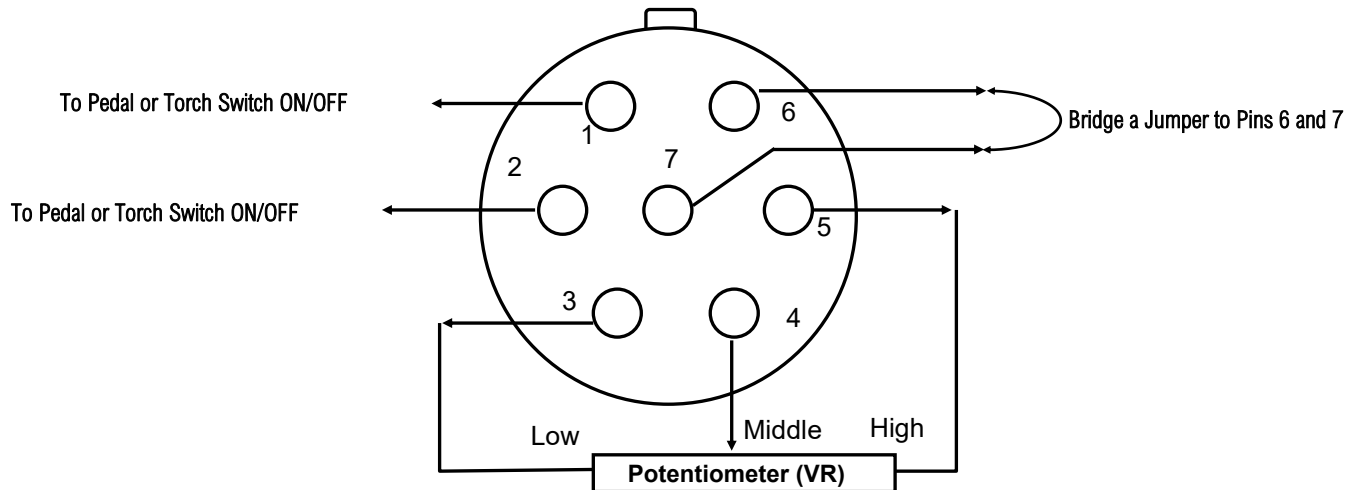 To Pedal or Torch Switch ON/OFF
1
6
Bridge a Jumper to Pins 6 and 7
2
7
To Pedal or Torch Switch ON/OFF
5
3
4
Low
Middle
High
Potentiometer (VR)